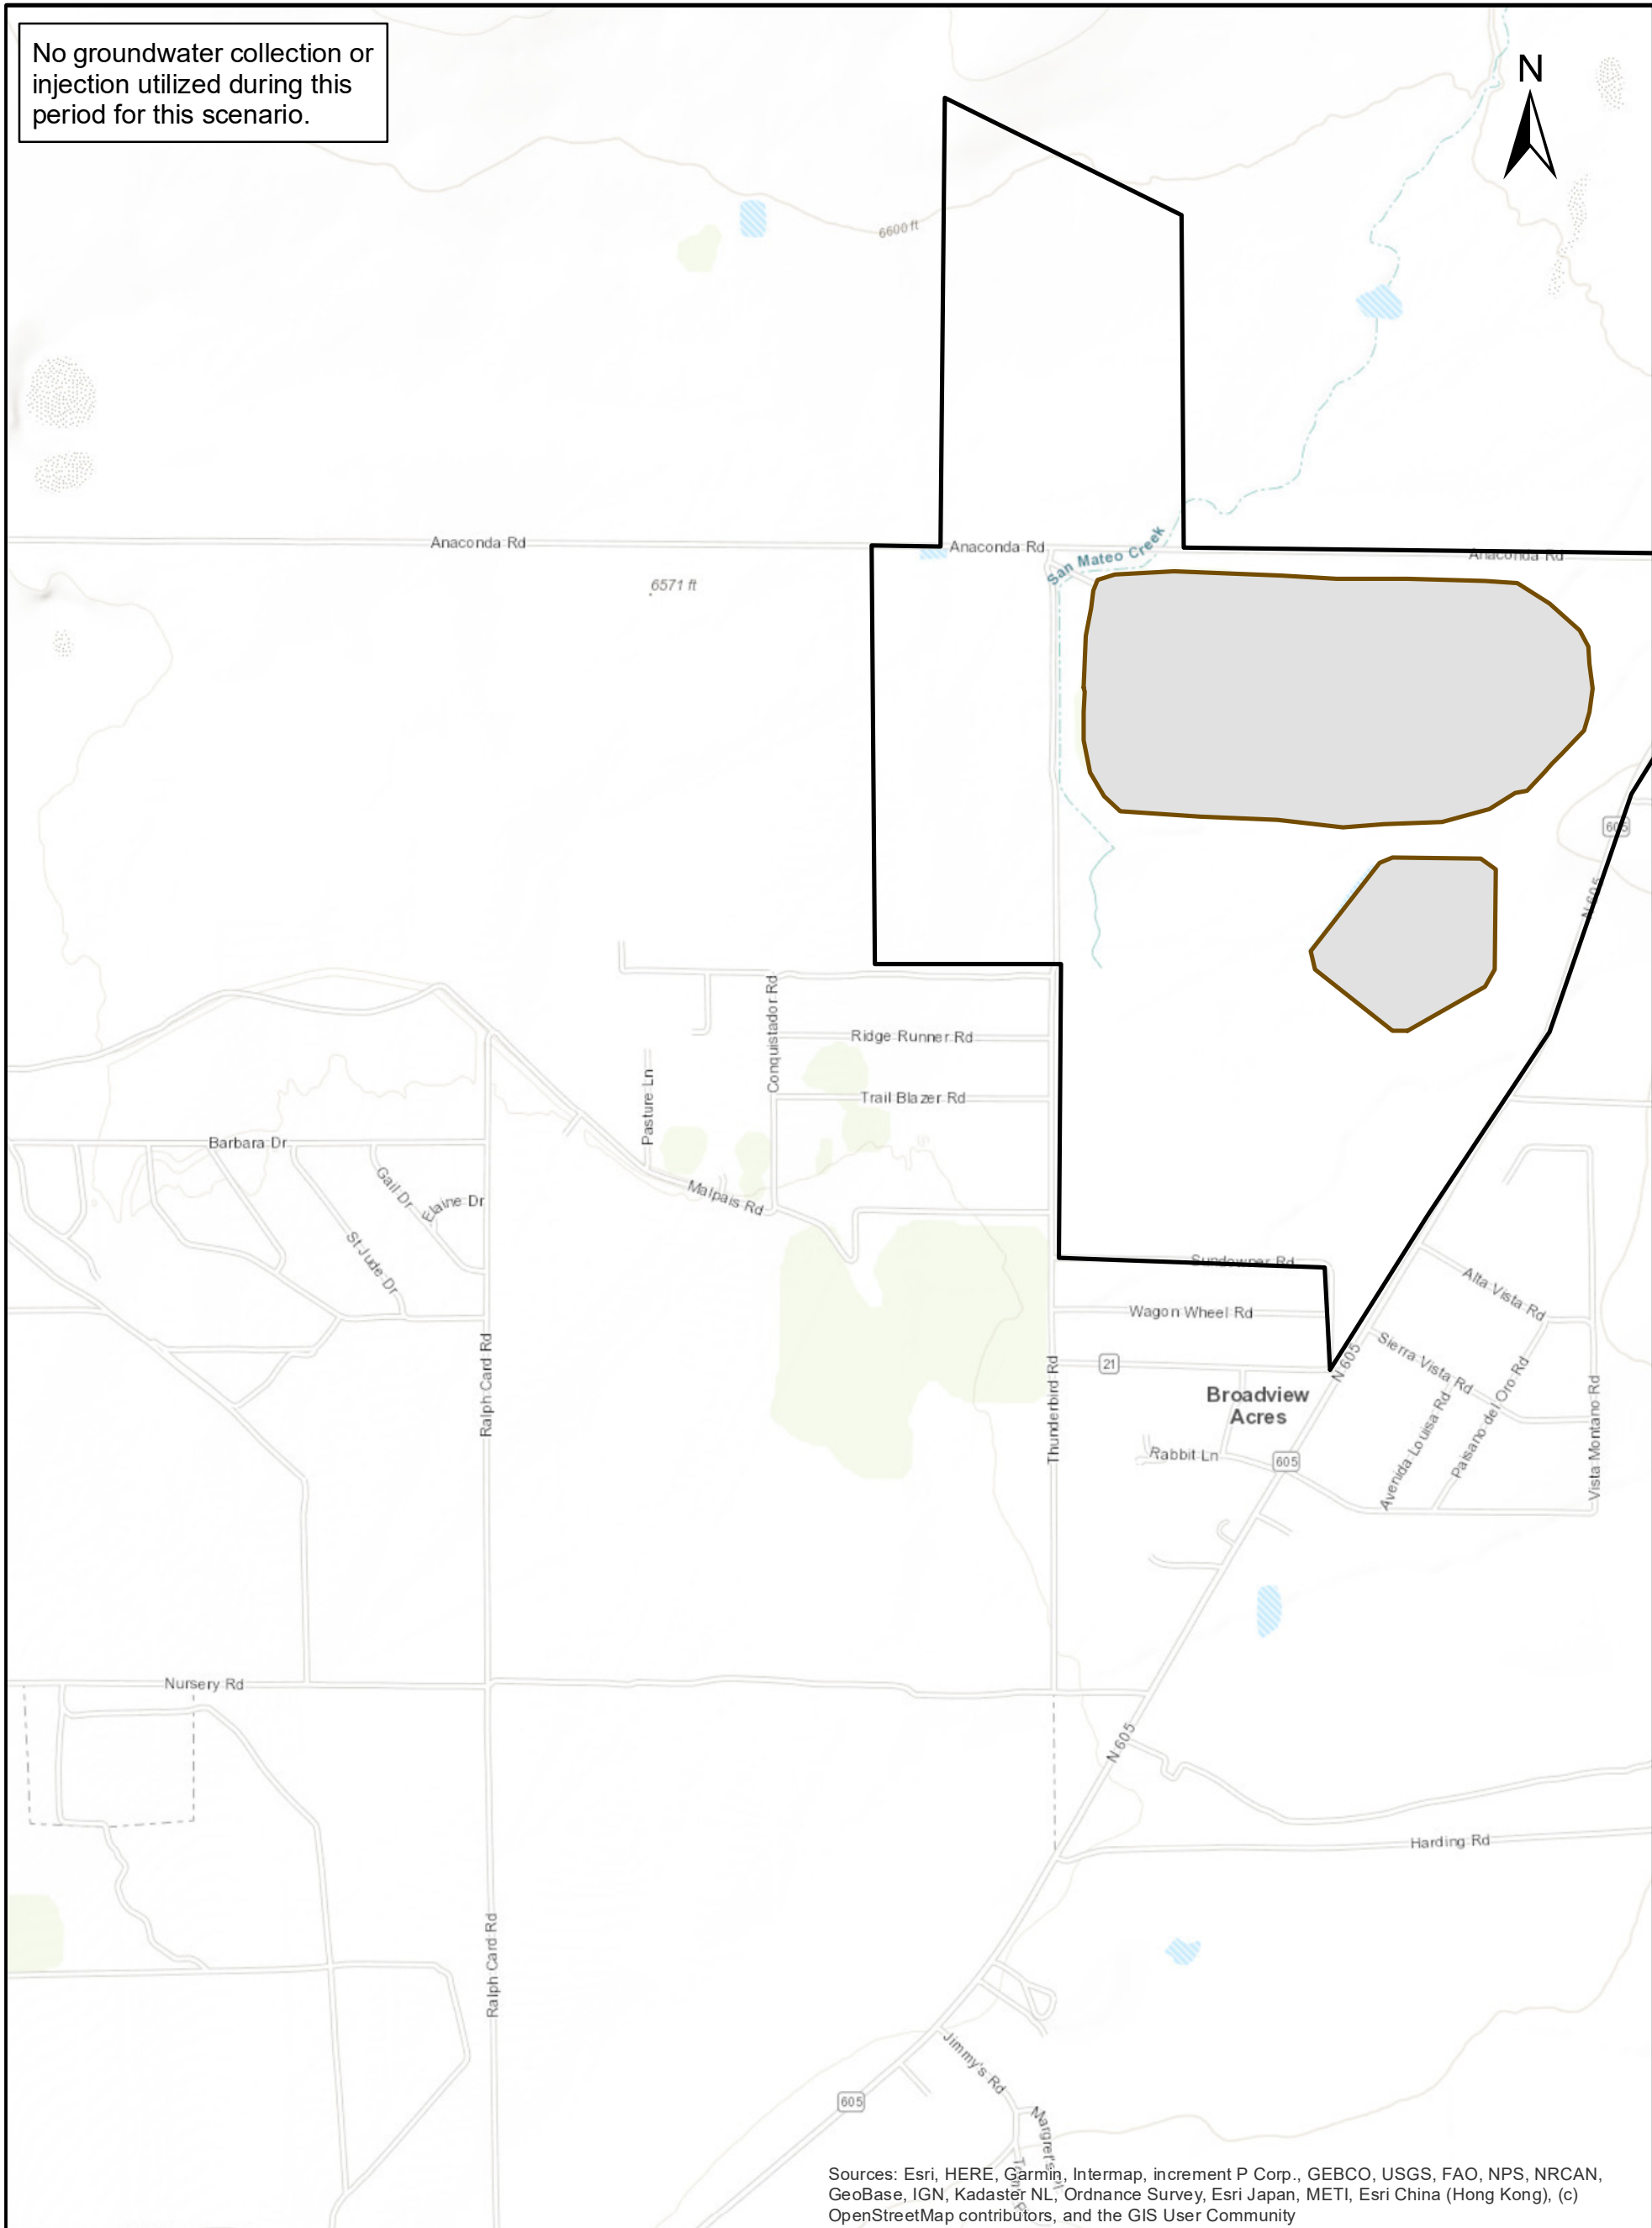 No groundwater collection or
injection utilized during this
period for this scenario.
N
6600 ft
Anaconda Rd
Anaconda Rd
San Mateo Creek
Anaconda Rd
6571 ft
605
N 605
Conquistador Rd
Ridge Runner Rd
Pasture Ln
Trail Blazer Rd
Barbara Dr
Gail Dr
Elaine Dr
Malpais Rd
St Jude Dr
Sundowner Rd
Alta Vista Rd
Wagon Wheel Rd
Ralph Card Rd
Thunderbird Rd
21
N 605
Sierra Vista Rd
Broadview
Acres
Avenida Louisa Rd
Paisano del Oro Rd
Vista Montano Rd
Rabbit Ln
605
Nursery Rd
N 605
Harding Rd
Ralph Card Rd
Jimmy's Rd
605
Sources: Esri, HERE, Garmin, Intermap, increment P Corp., GEBCO, USGS, FAO, NPS, NRCAN,
GeoBase, IGN, Kadaster NL, Ordnance Survey, Esri Japan, METI, Esri China (Hong Kong), (c)
OpenStreetMap contributors, and the GIS User Community